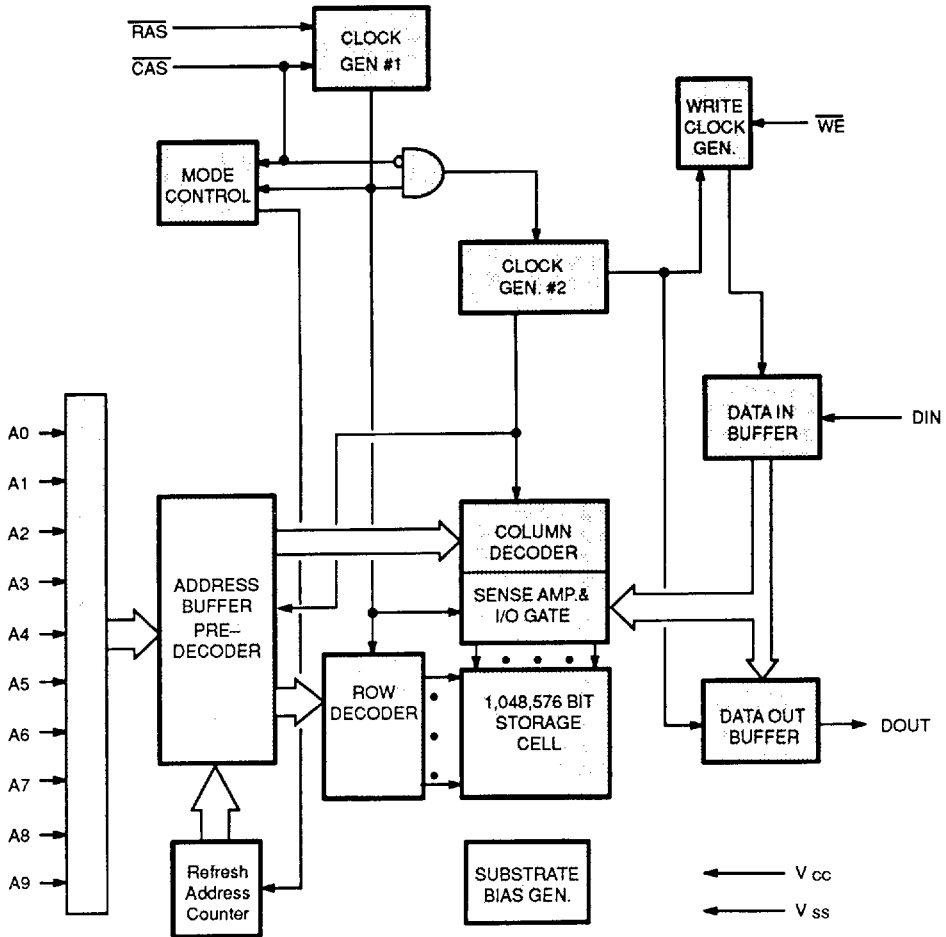 RAS
CAS
CLOCK
GEN #1
WRITE
CLOCK
GEN.
WE
MODE
CONTROL
CLOCK
GEN. #2
DATA IN
BUFFER
DIN
A0
A1
A2
A3
A4
A5
A6
A7
A8
A9
ADDRESS
BUFFER
PRE–
DECODER
COLUMN
DECODER
SENSE AMP.&
I/O GATE
ROW
DECODER
1,048,576 BIT
STORAGE
CELL
DATA OUT
BUFFER
DOUT
Refresh
Address
Counter
SUBSTRATE
BIAS GEN.
V CC
V SS